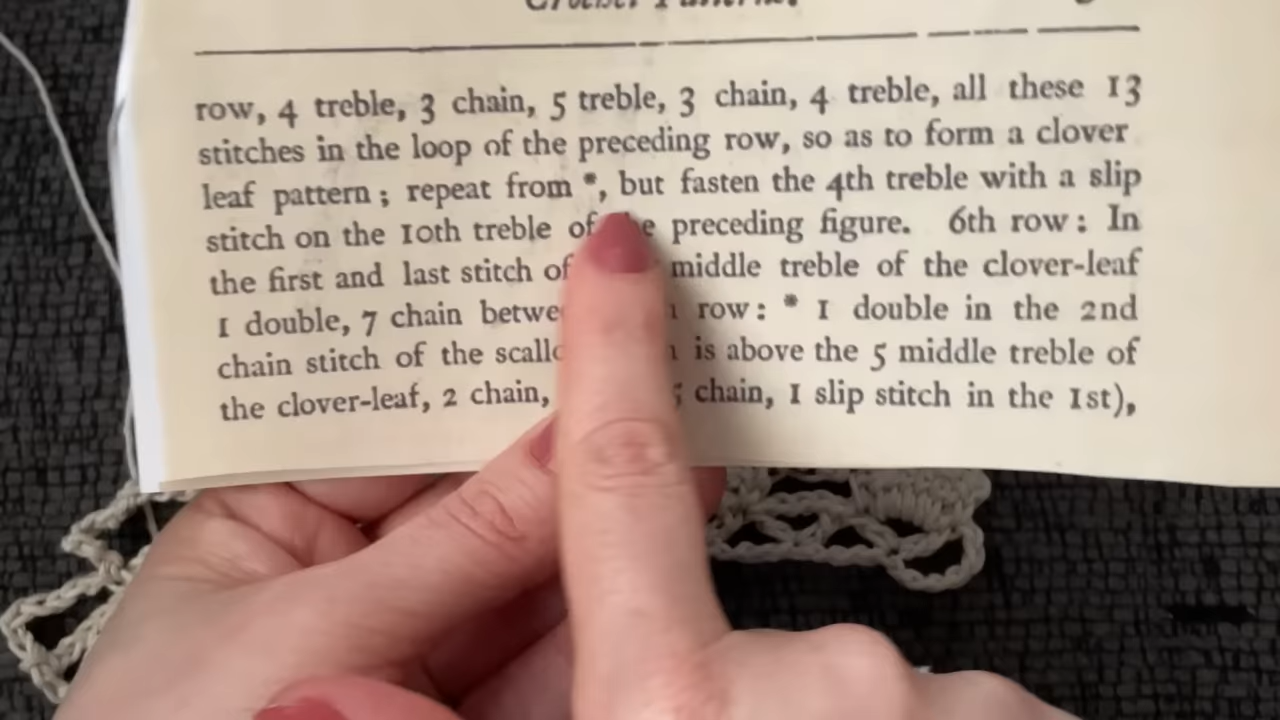 row, 4 treble, 3 chain, 5 treble, 3 chain, 4 treble, all these 13
stitches in the loop of the preceding row, so as to form a clover
leaf pattern ; repeat from *, but fasten the 4th treble with a slip
stitch on the 10th treble of preceding figure. 6th row : In
the first and last stitch of middle treble of the clover-leaf
1 double, 7 chain row : * 1 double in the 2nd
chain stitch of the is above the 5 middle treble of
the clover-leaf, 2 chain, chain, 1 slip stitch in the 1st),